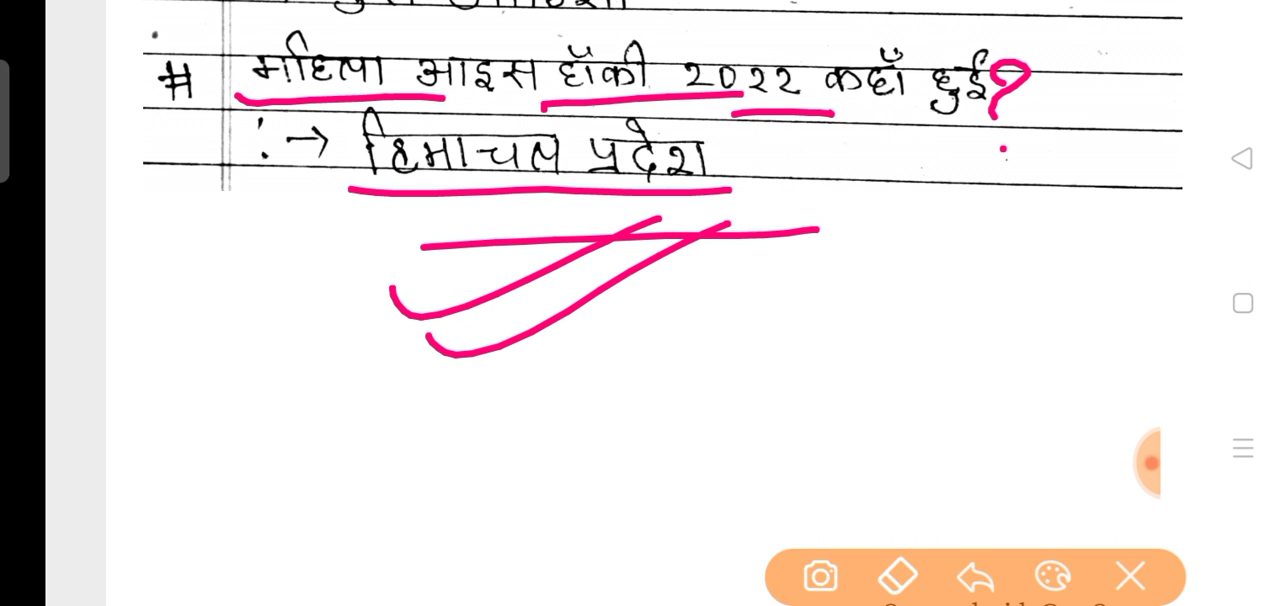 # महिला आइस हॉकी 2022 कहाँ हुई?
:→ हिमाचल प्रदेश